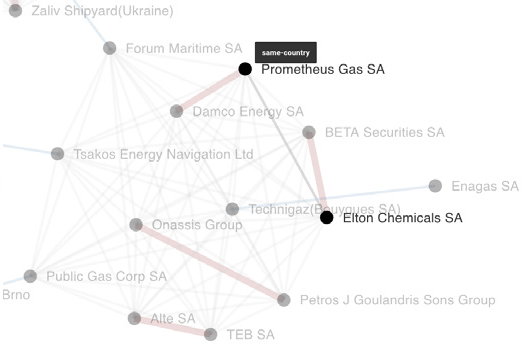 Zaliv Shipyard(Ukraine)
Forum Maritime SA
same-country
Prometheus Gas SA
Damco Energy SA
BETA Securities SA
Tsakos Energy Navigation Ltd
Enagas SA
Technigaz(Bouygues SA)
Elton Chemicals SA
Onassis Group
Public Gas Corp SA
Brno
Petros J Goulandris Sons Group
Alte SA
TEB SA